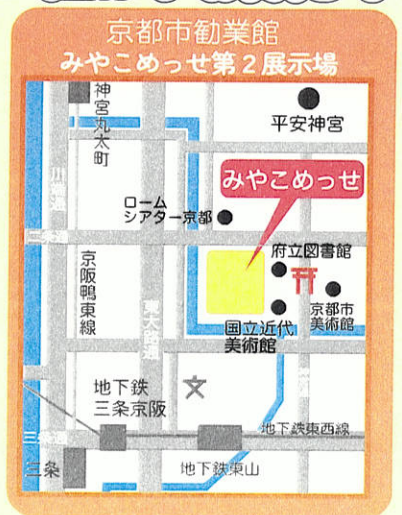 京都市勧業館
みやこめっせ第2展示場
神宮丸太町
平安神宮
川端通
みやこめっせ
ローム
シアター京都
二条通
京阪鴨東線
東大路通
府立図書館
京都市
美術館
国立近代
美術館
地下鉄
三条京阪
文
三条通
地下鉄東西線
三条
地下鉄東山